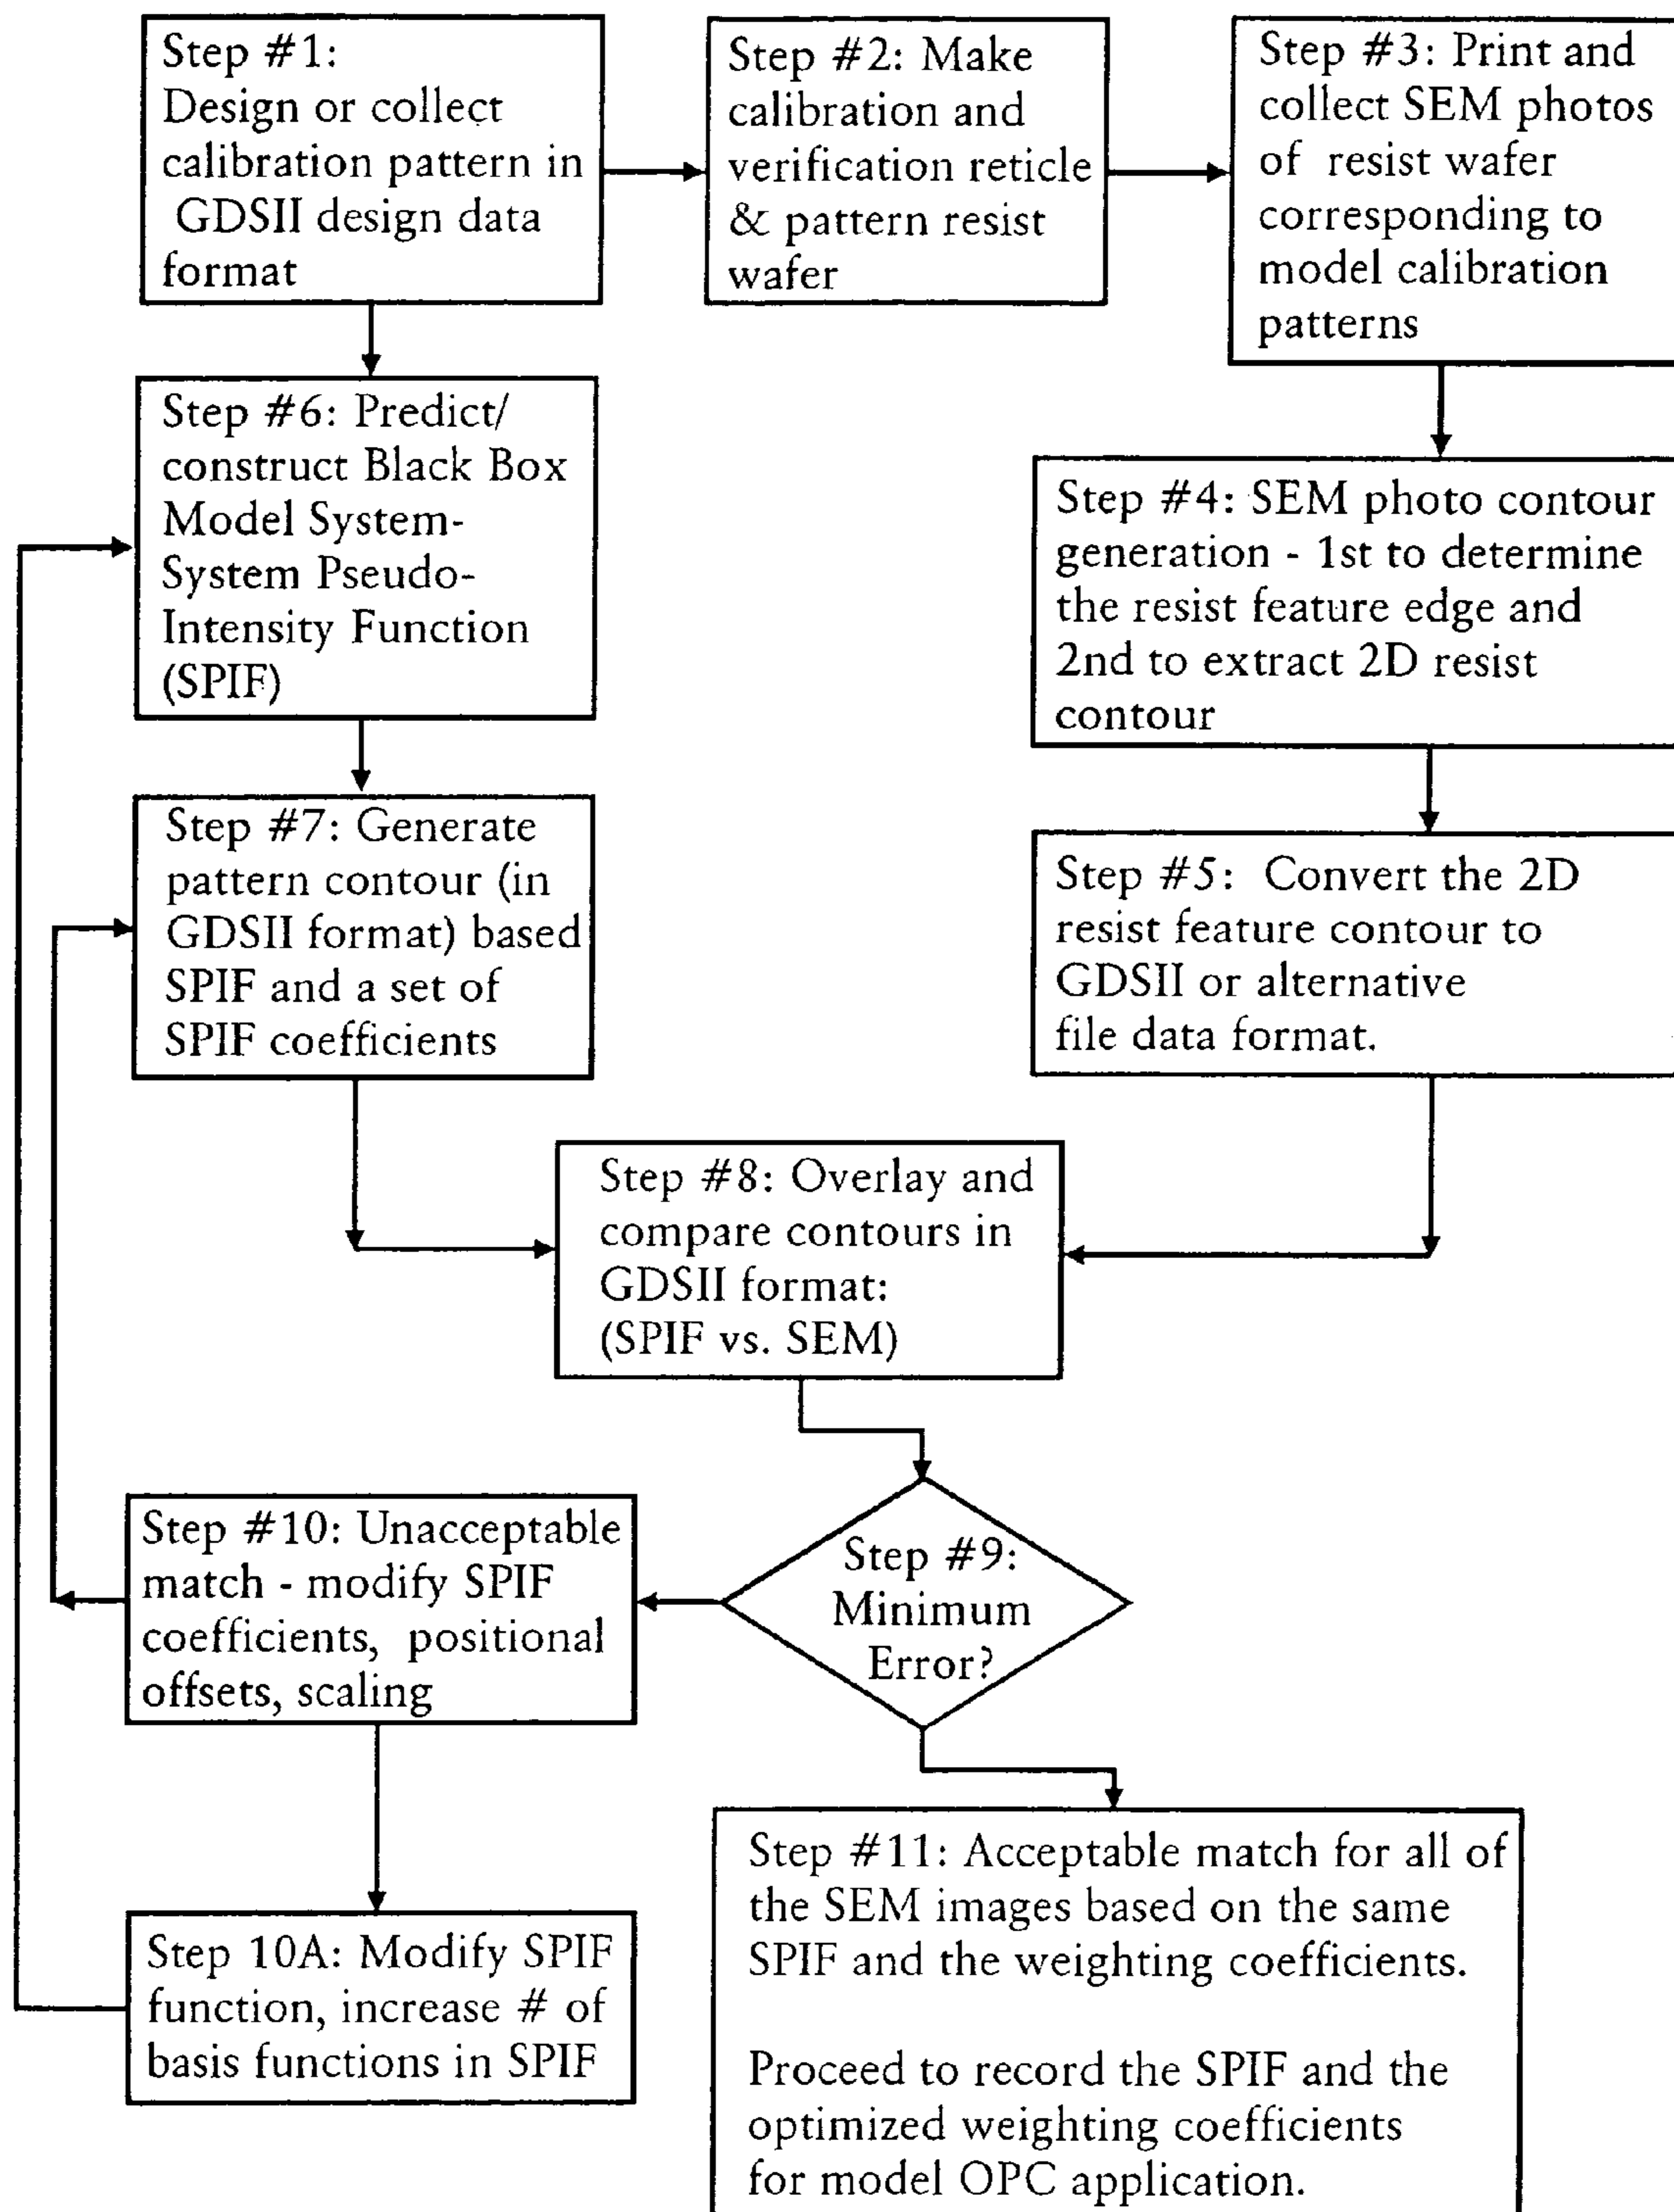 Step #1:
Design or collect
calibration pattern in
GDSII design data
format
Step #2: Make
calibration and
verification reticle
& pattern resist
wafer
Step #3: Print and
collect SEM photos
of resist wafer
corresponding to
model calibration
patterns
Step #4: SEM photo contour
generation - 1st to determine
the resist feature edge and
2nd to extract 2D resist
contour
Step #5: Convert the 2D
resist feature contour to
GDSII or alternative
file data format.
Step #6: Predict/
construct Black Box
Model System-
System Pseudo-
Intensity Function
(SPIF)
Step #7: Generate
pattern contour (in
GDSII format) based
SPIF and a set of
SPIF coefficients
Step #8: Overlay and
compare contours in
GDSII format:
(SPIF vs. SEM)
Step #9:
Minimum
Error?
Step #10: Unacceptable
match - modify SPIF
coefficients, positional
offsets, scaling
Step 10A: Modify SPIF
function, increase # of
basis functions in SPIF
Step #11: Acceptable match for all of
the SEM images based on the same
SPIF and the weighting coefficients.
Proceed to record the SPIF and the
optimized weighting coefficients
for model OPC application.